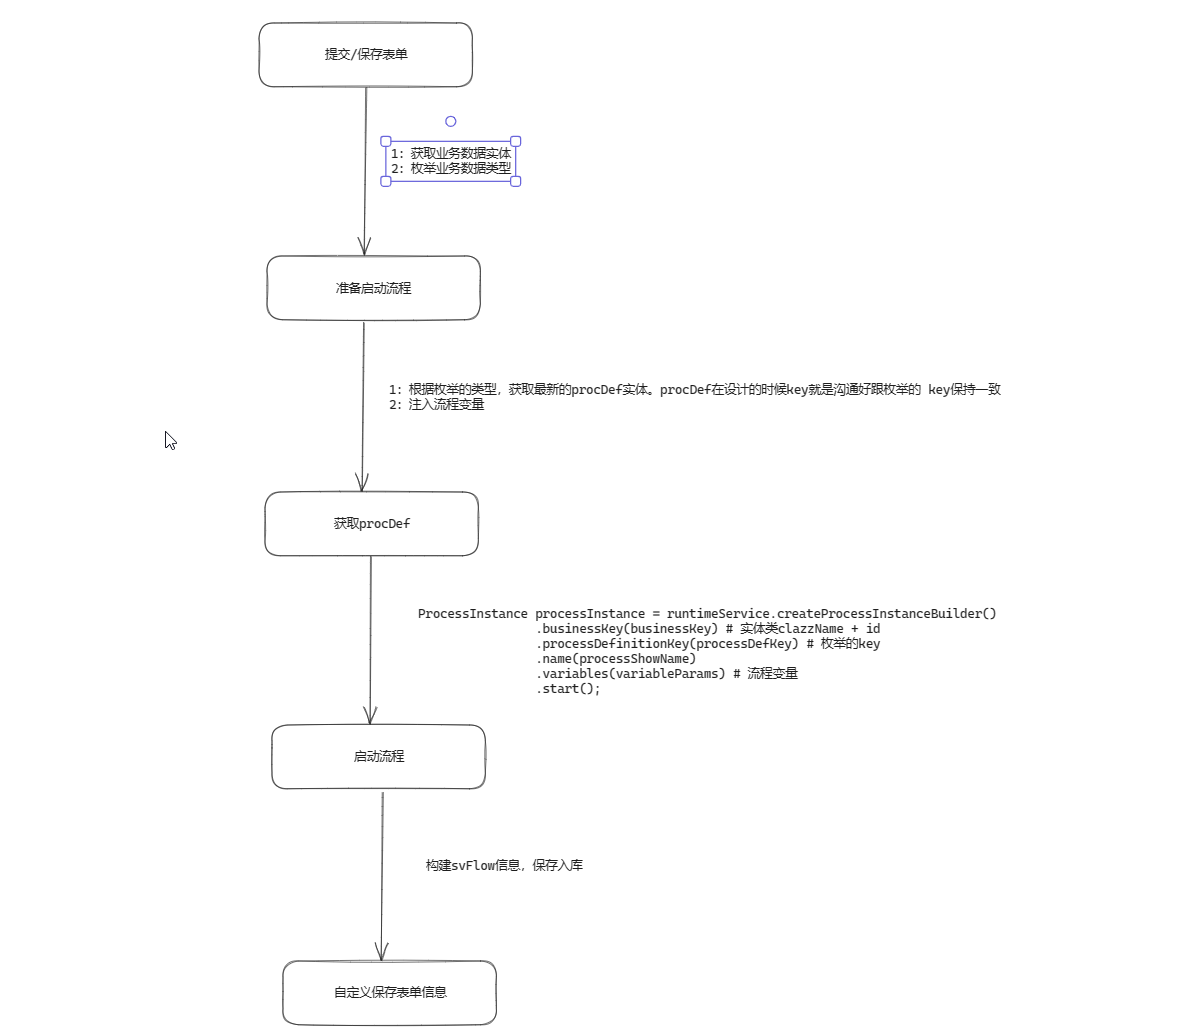 提交/保存表单
1: 获取业务数据实体
2: 枚举业务数据类型
准备启动流程
1: 根据枚举的类型，获取最新的procDef实体。procDef在设计的时候key就是沟通好跟枚举的 key保持一致
2: 注入流程变量
获取procDef
ProcessInstance processInstance = runtimeService.createProcessInstanceBuilder()
.businessKey(businessKey) # 实体类clazzName + id
.processDefinitionKey(processDefKey) # 枚举的key
.name(processShowName)
.variables(variableParams) # 流程变量
.start();
启动流程
构建svFlow信息，保存入库
自定义保存表单信息